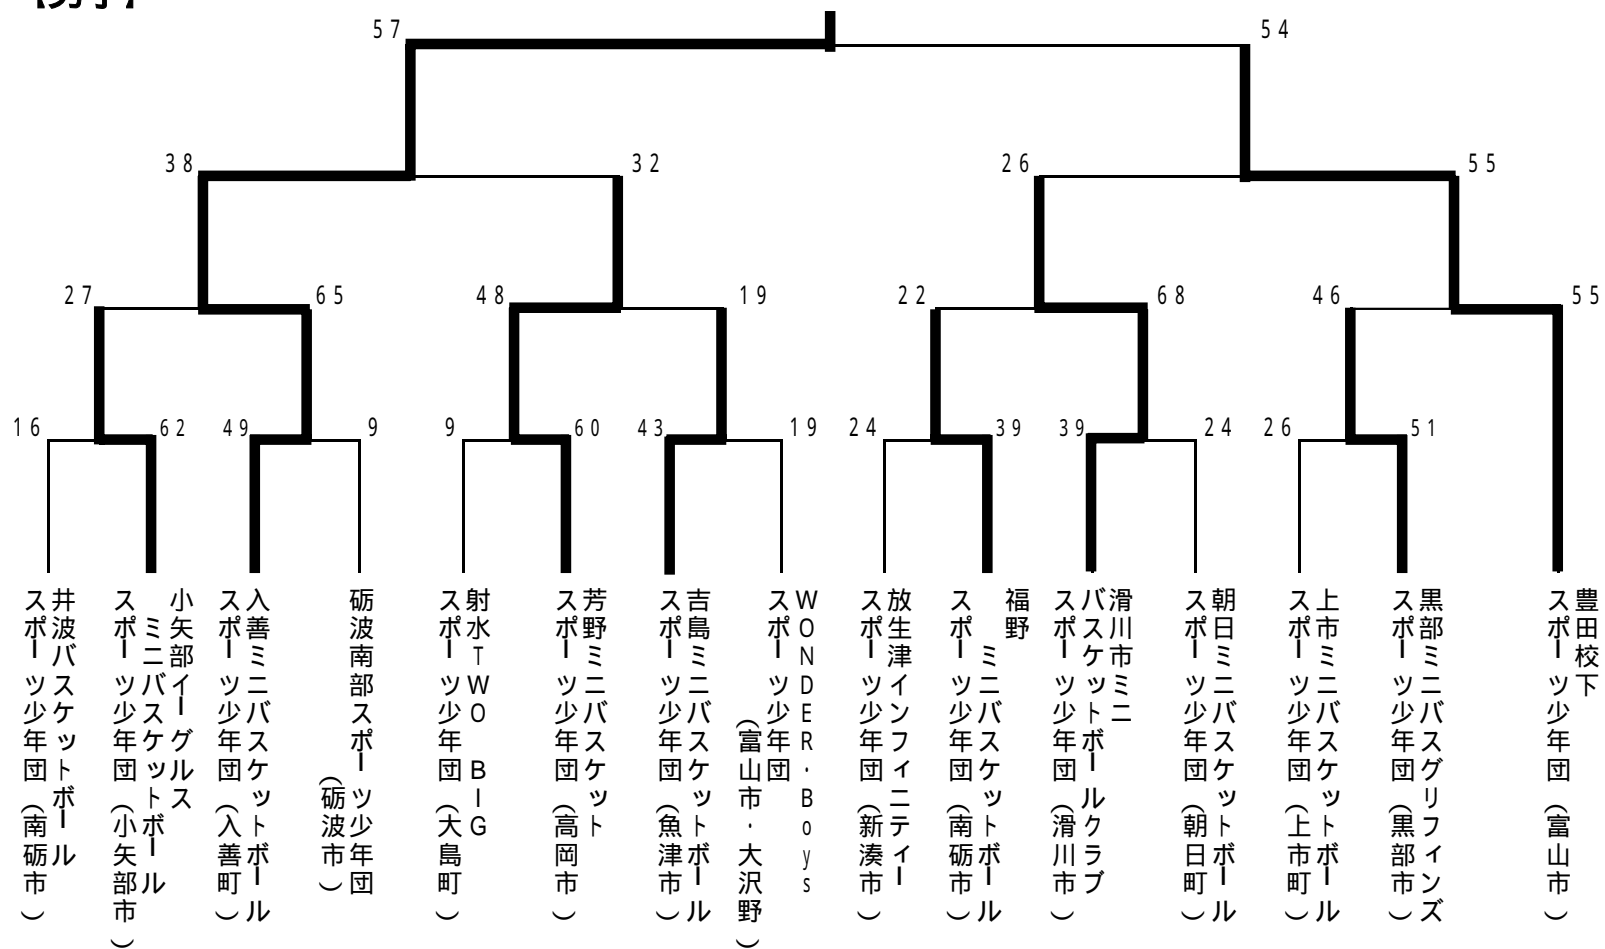 【男子】
57
54
38
32
26
55
27
65
48
19
22
68
46
55
16
62
49
9
9
60
43
19
24
39
39
24
26
51
井波バスケットボール
スポーツ少年団(南砺市)
小矢部イーグルス
ミニバスケットボール
スポーツ少年団(小矢部市)
入善ミニバスケットボール
スポーツ少年団(入善町)
砺波南部スポーツ少年団
(砺波市)
射水TWO BIG
スポーツ少年団(大島町)
芳野ミニバスケット
スポーツ少年団(高岡市)
吉島ミニバスケットボール
スポーツ少年団(魚津市)
WONDER・Boys
スポーツ少年団
(富山市・大沢野)
放生津インフィニティー
スポーツ少年団(新湊市)
福野
ミニバスケットボール
スポーツ少年団(南砺市)
滑川市ミニ
バスケットボールクラブ
スポーツ少年団(滑川市)
朝日ミニバスケットボール
スポーツ少年団(朝日町)
上市ミニバスケットボール
スポーツ少年団(上市町)
黒部ミニバスグリフィンズ
スポーツ少年団(黒部市)
豊田校下
スポーツ少年団(富山市)